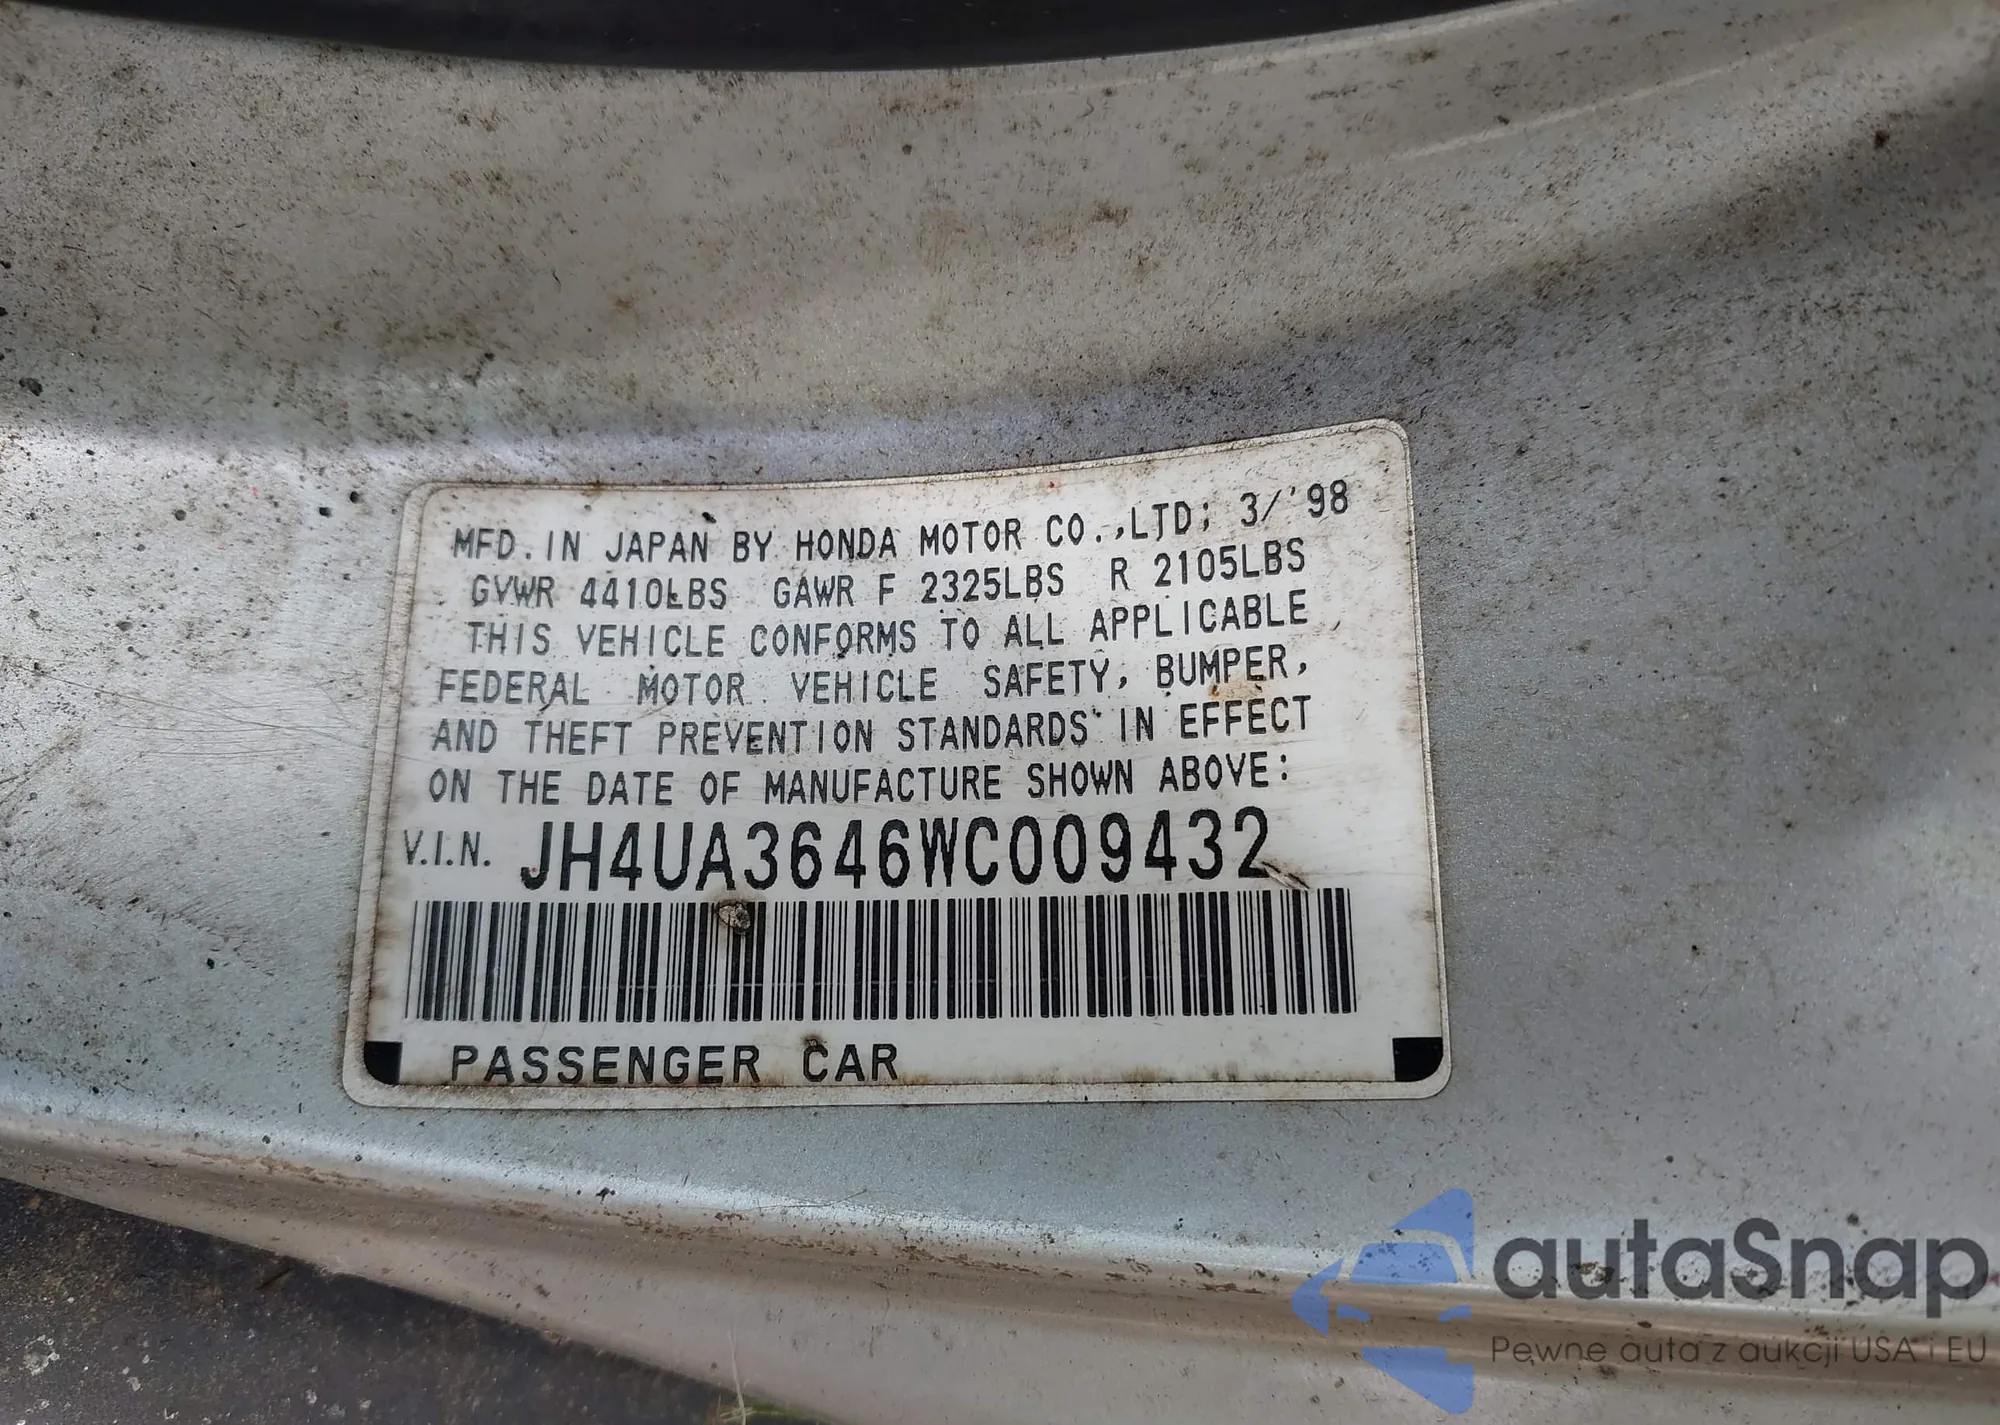 MFD. IN JAPAN BY HONDA MOTOR CO.,LTD; 3/'98
GVWR 4410LBS GAWR F 2325LBS R 2105LBS
THIS VEHICLE CONFORMS TO ALL APPLICABLE
FEDERAL MOTOR VEHICLE SAFETY, BUMPER,
AND THEFT PREVENTION STANDARDS IN EFFECT
ON THE DATE OF MANUFACTURE SHOWN ABOVE:
V.I.N. JH4UA3646WC009432
PASSENGER CAR
autaSnap
Pewne auta z aukcji USA i EU